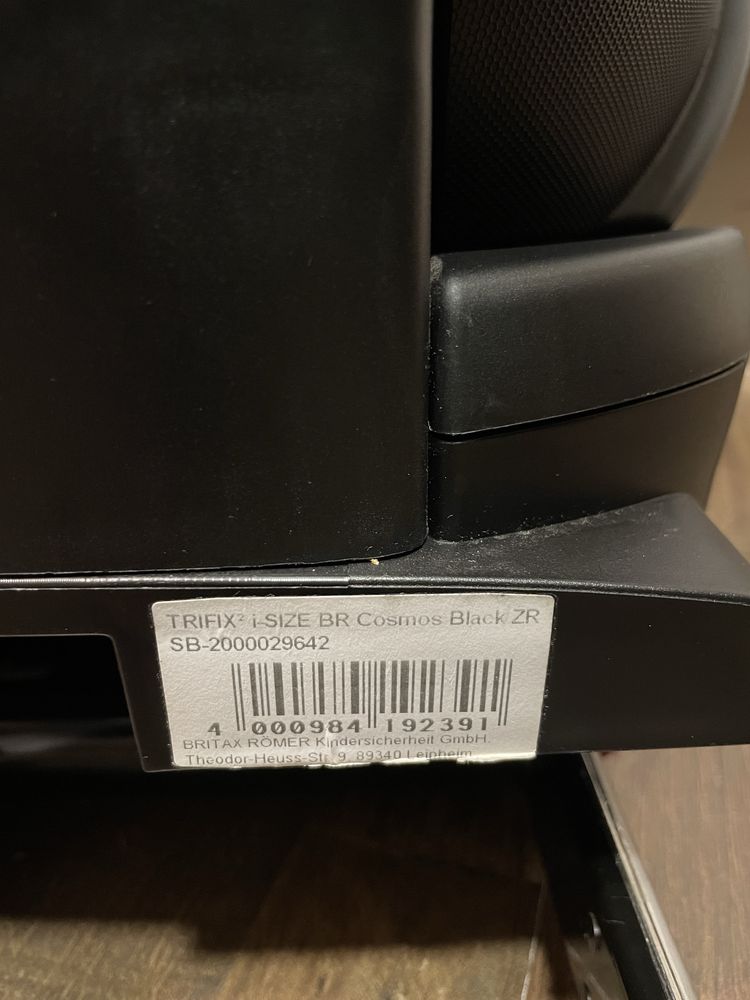 TRIFIX² i-SIZE BR Cosmos Black ZR
SB-2000029642
4 000984 192391
BRITAX RÖMER Kindersicherheit GmbH.
Theodor-Heuss-Str. 9, 89340 Leipheim